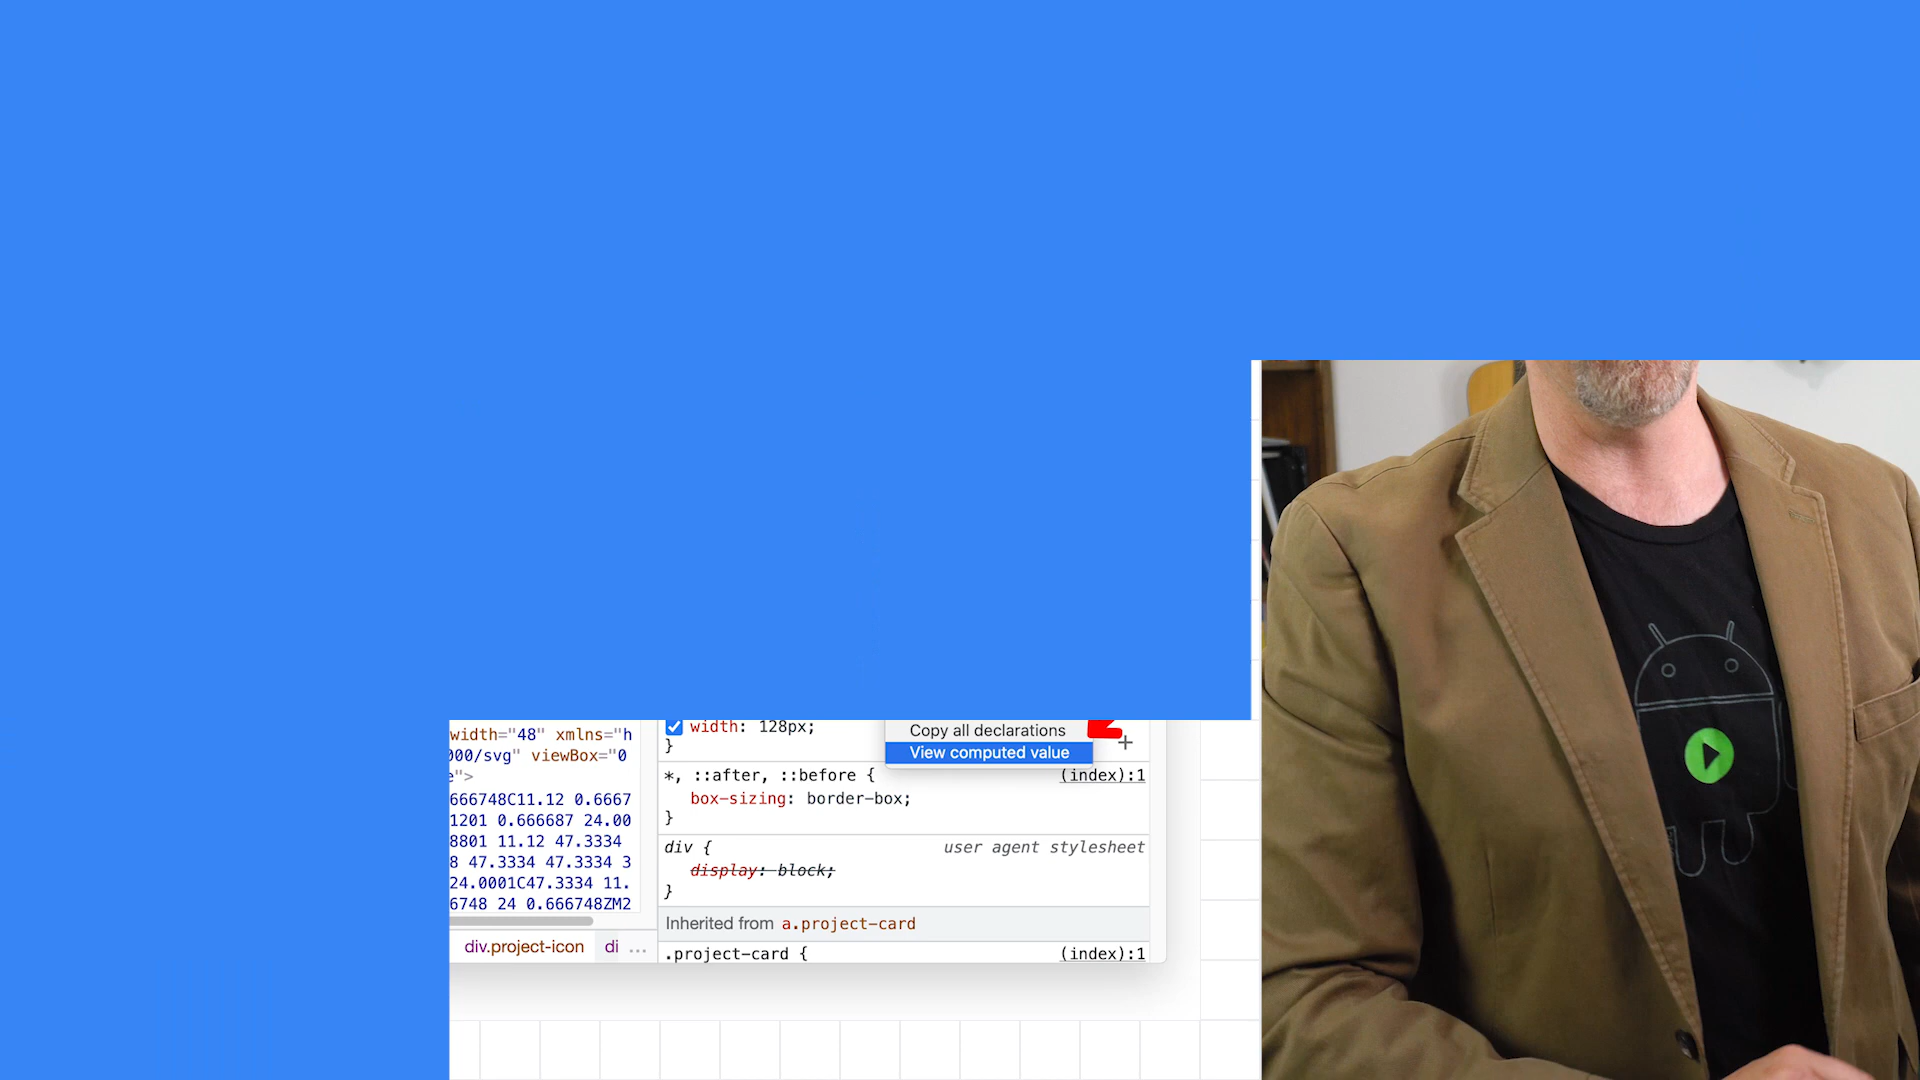 width="48" xmlns="h
000/svg" viewBox="0
e">
666748C11.12 0.6667
1201 0.666687 24.00
8801 11.12 47.3334
8 47.3334 47.3334 3
24.0001C47.3334 11.
6748 24 0.666748ZM2
div.project-icon di ...
width: 128px;
}
Copy all declarations
View computed value
+
*, ::after, ::before { (index):1
box-sizing: border-box;
}
div { user agent stylesheet
display: block;
}
Inherited from a.project-card
.project-card { (index):1